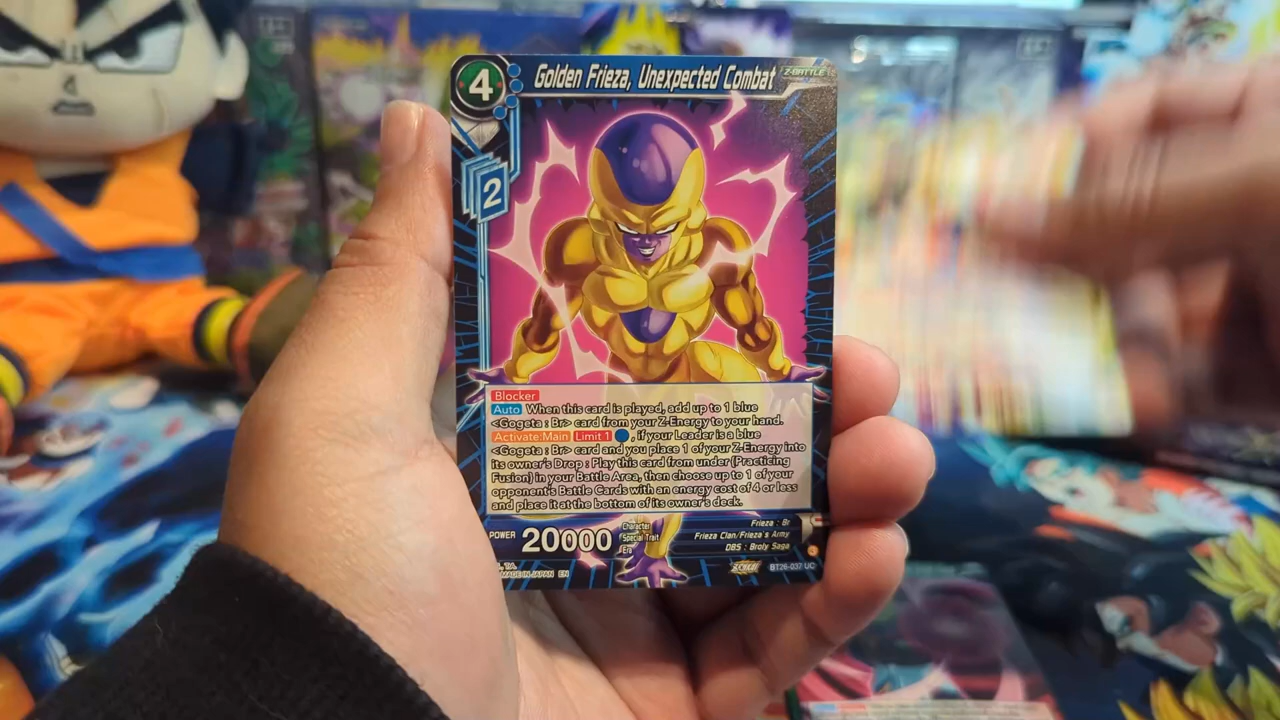 4
Golden Frieza, Unexpected Combat
Z-BATTLE
2
Blocker
Auto When this card is played, add up to 1 blue
<Gogeta : Br> card from your Z-Energy to your hand.
Activate:Main Limit 1 , if your Leader is a blue
<Gogeta : Br> card and you place 1 of your Z-Energy into
its owner's Drop : Play this card from under {Practicing
Fusion} in your Battle Area, then choose up to 1 of your
opponent's Battle Cards with an energy cost of 4 or less
and place it at the bottom of its owner's deck.
POWER 20000
Character Frieza : Br
Special Trait Frieza Clan/Frieza's Army
Era DBS : Broly Saga
MADE IN JAPAN EN
BT26-037 UC